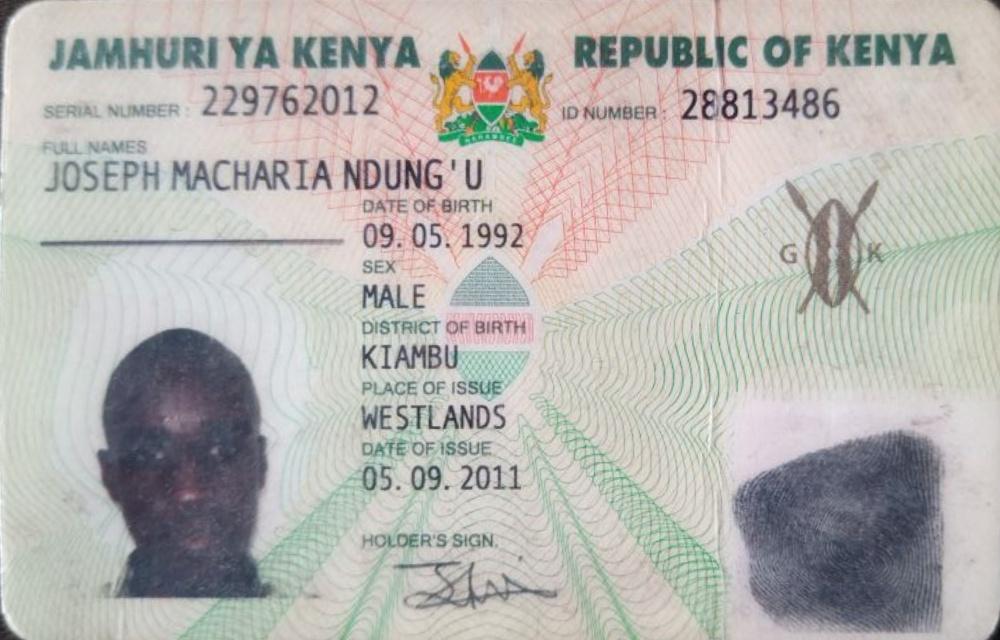 JAMHURI YA KENYA REPUBLIC OF KENYA
SERIAL NUMBER: 229762012 ID NUMBER: 28813486
HARAMBEE
FULL NAMES
JOSEPH MACHARIA NDUNG'U
DATE OF BIRTH
09.05.1992
SEX
MALE
G K
DISTRICT OF BIRTH
KIAMBU
PLACE OF ISSUE
WESTLANDS
DATE OF ISSUE
05.09.2011
HOLDER'S SIGN.